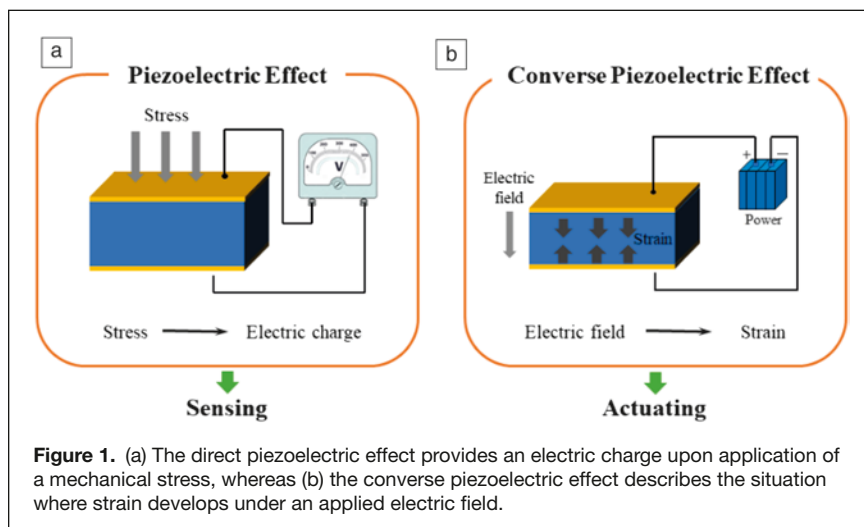 a
Piezoelectric Effect
Stress
V
Stress
Electric charge
Sensing
b
Converse Piezoelectric Effect
Electric
field
Strain
+ −
Power
Electric field
Strain
Actuating
Figure 1. (a) The direct piezoelectric effect provides an electric charge upon application of
a mechanical stress, whereas (b) the converse piezoelectric effect describes the situation
where strain develops under an applied electric field.